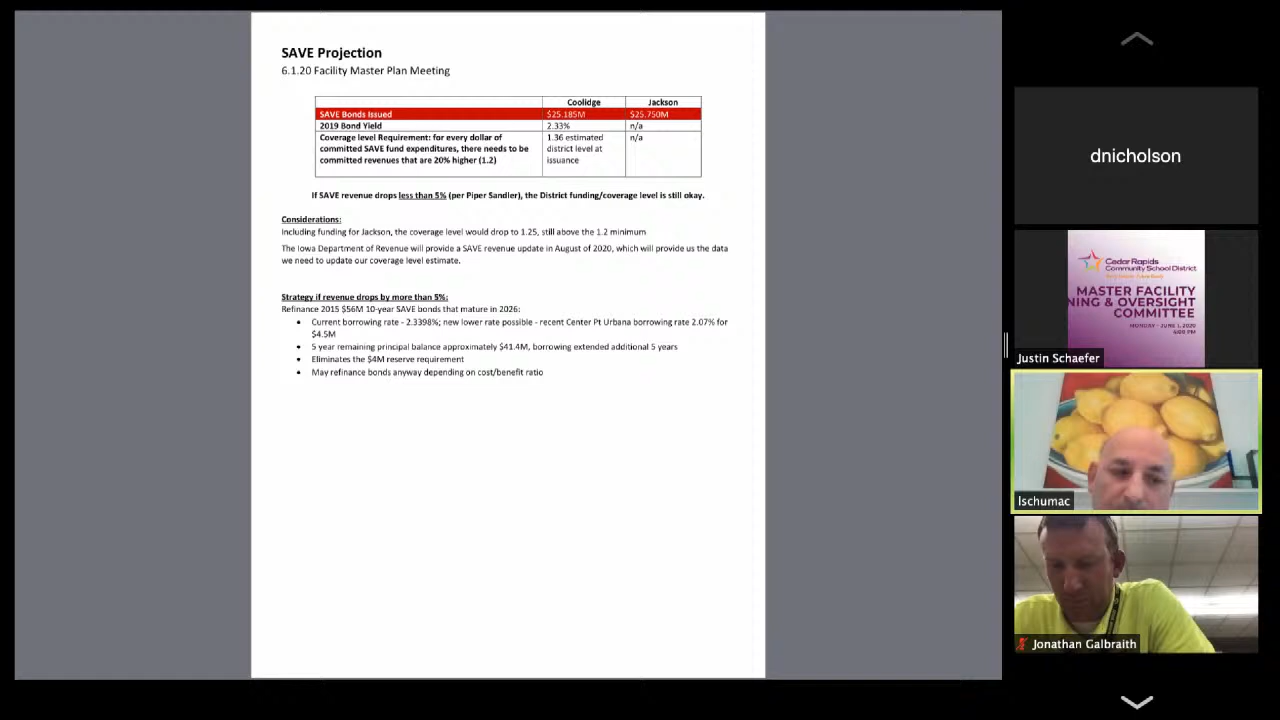 SAVE Projection
6.1.20 Facility Master Plan Meeting
Coolidge Jackson
SAVE Bonds Issued $25.185M $25.750M
2019 Bond Yield 2.33% n/a
Coverage level Requirement: for every dollar of 1.36 estimated n/a
committed SAVE fund expenditures, there needs to be district level at
committed revenues that are 20% higher (1.2) issuance
If SAVE revenue drops less than 5% (per Piper Sandler), the District funding/coverage level is still okay.
Considerations:
Including funding for Jackson, the coverage level would drop to 1.25, still above the 1.2 minimum
The Iowa Department of Revenue will provide a SAVE revenue update in August of 2020, which will provide us the data
we need to update our coverage level estimate.
Strategy if revenue drops by more than 5%:
Refinance 2015 $56M 10-year SAVE bonds that mature in 2026:
• Current borrowing rate - 2.3398%; new lower rate possible - recent Center Pt Urbana borrowing rate 2.07% for
$4.5M
• 5 year remaining principal balance approximately $41.4M, borrowing extended additional 5 years
• Eliminates the $4M reserve requirement
• May refinance bonds anyway depending on cost/benefit ratio
dnicholson
Cedar Rapids
Community School District
MASTER FACILITY
NING & OVERSIGHT
COMMITTEE
MONDAY - JUNE 1, 2020
Justin Schaefer
lschumac
Jonathan Galbraith